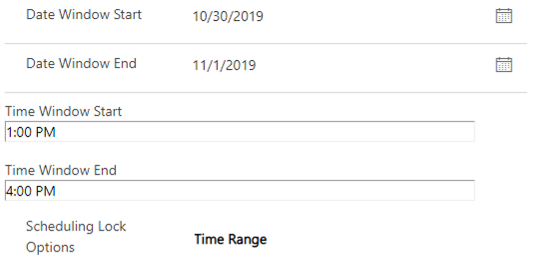 Date Window Start 10/30/2019
Date Window End 11/1/2019
Time Window Start
1:00 PM
Time Window End
4:00 PM
Scheduling Lock
Options
Time Range